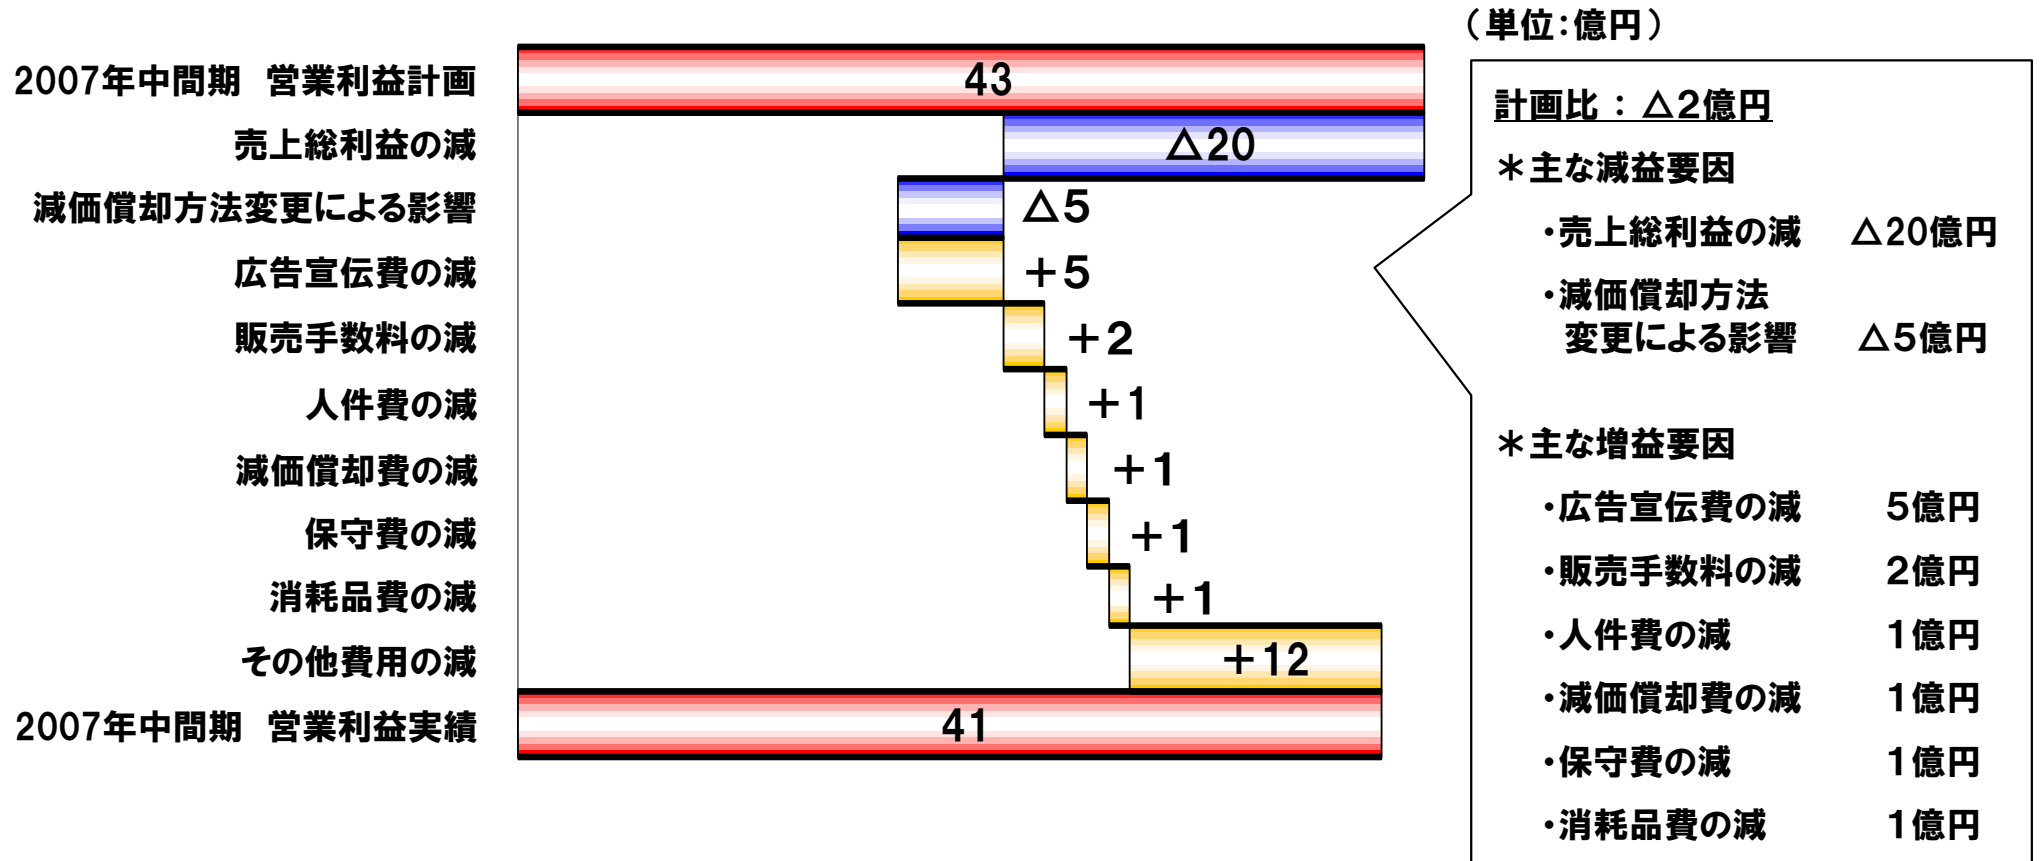 （単位：億円）
2007年中間期　営業利益計画
43
売上総利益の減
△20
減価償却方法変更による影響
△5
広告宣伝費の減
＋5
販売手数料の減
＋2
人件費の減
＋1
減価償却費の減
＋1
保守費の減
＋1
消耗品費の減
＋1
その他費用の減
＋12
2007年中間期　営業利益実績
41
計画比：△2億円
＊主な減益要因
・売上総利益の減　△20億円
・減価償却方法
変更による影響　△5億円
＊主な増益要因
・広告宣伝費の減　5億円
・販売手数料の減　2億円
・人件費の減　1億円
・減価償却費の減　1億円
・保守費の減　1億円
・消耗品費の減　1億円